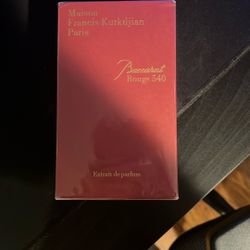 Maison
Francis Kurkdjian
Paris
Baccarat
Rouge 540
Extrait de parfum